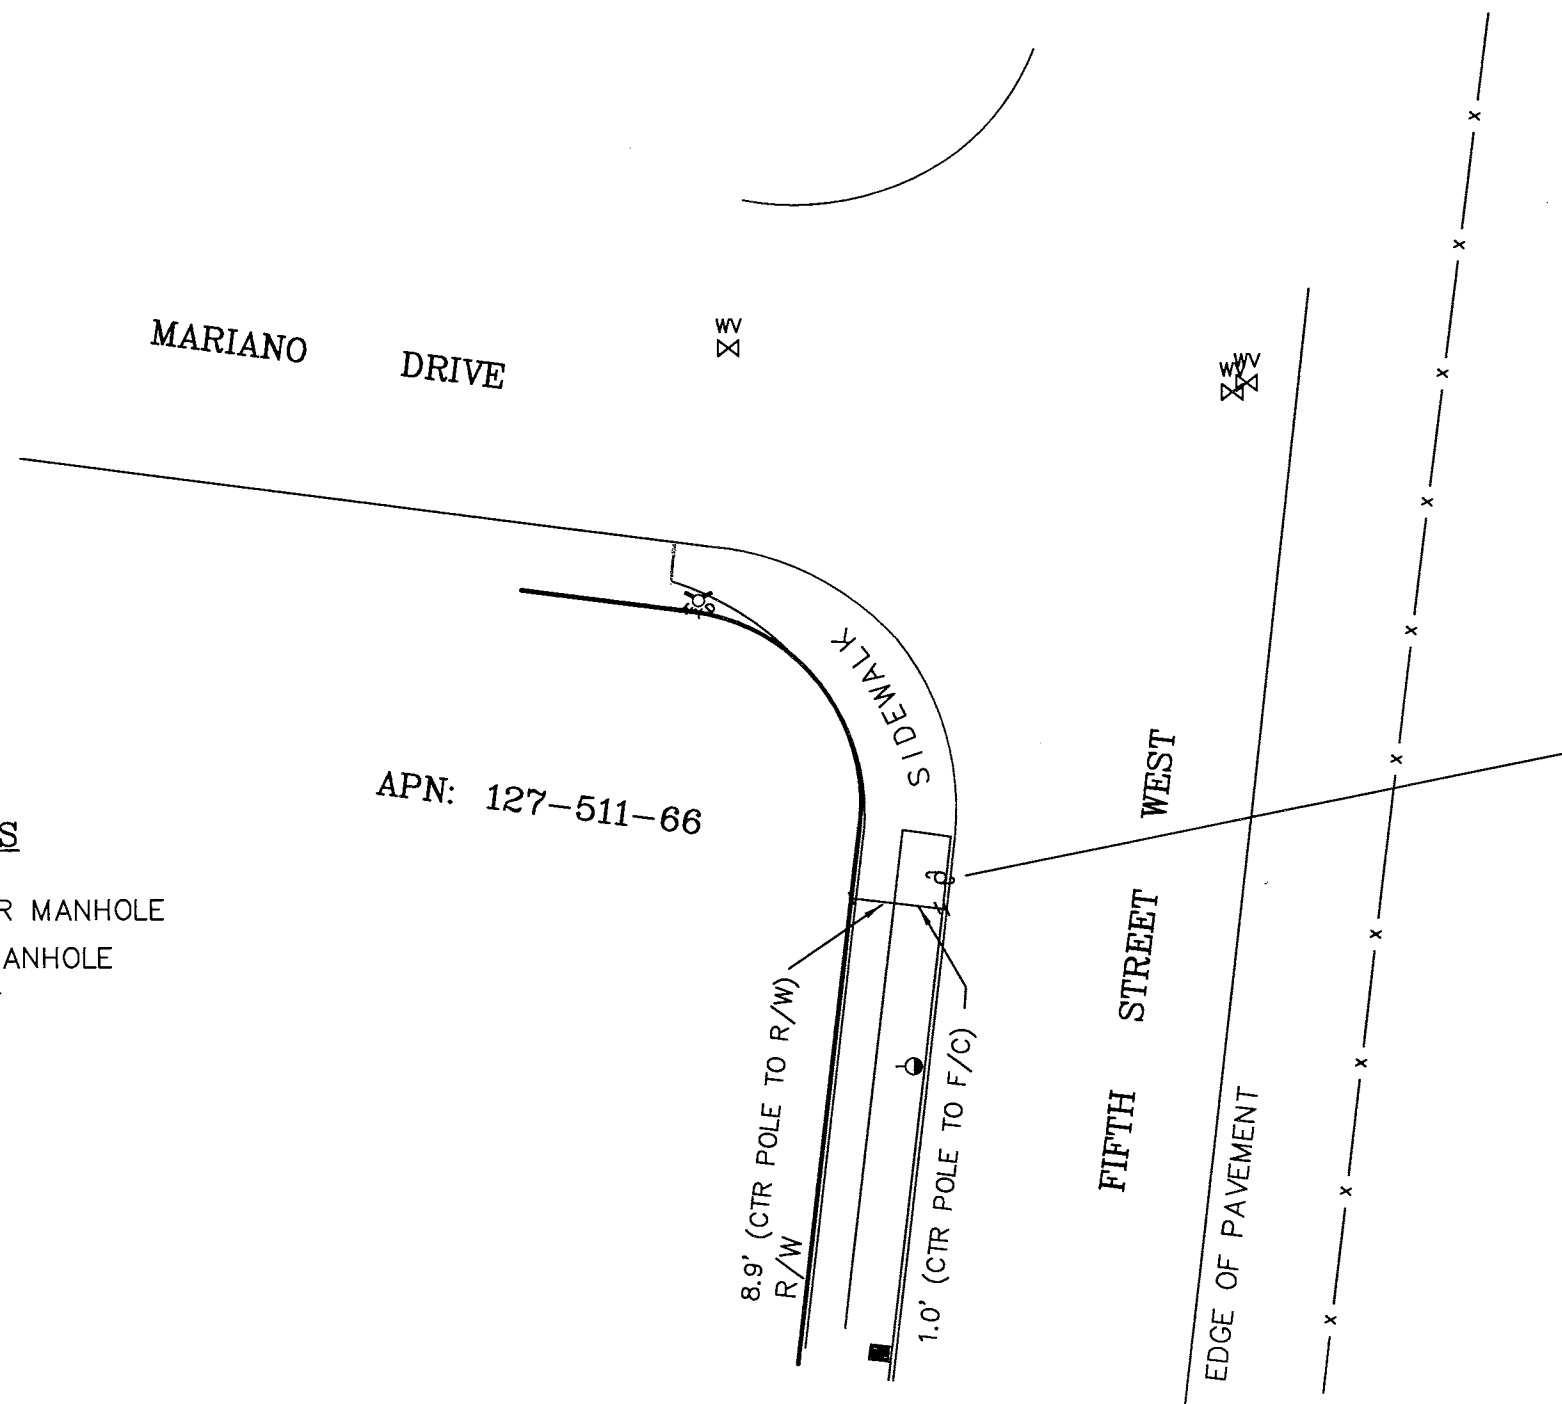 WV
MARIANO DRIVE
WV
WV
SIDEWALK
APN: 127-511-66
S
R MANHOLE
ANHOLE
FIFTH STREET WEST
8.9' (CTR POLE TO R/W)
R/W
1.0' (CTR POLE TO F/C)
EDGE OF PAVEMENT
x
x
x
x
x
x
x
x
x
x